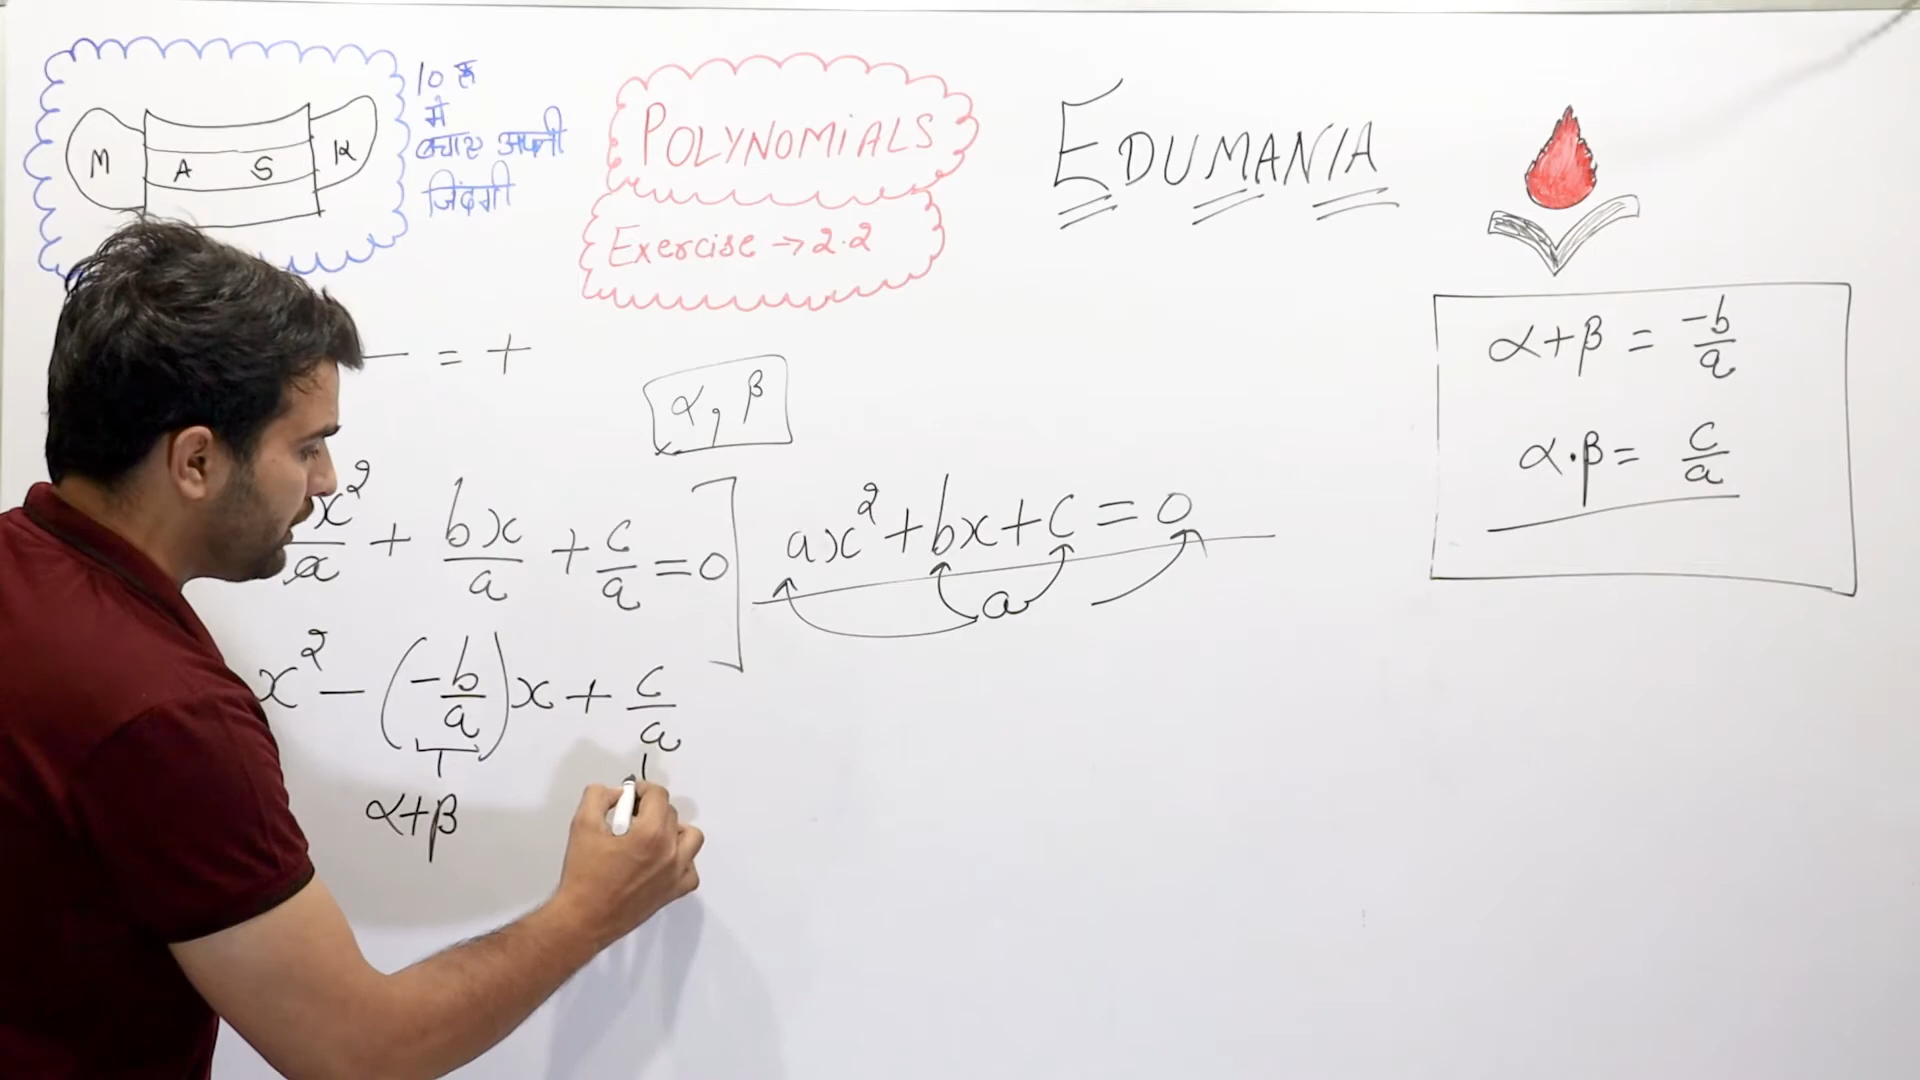 M A S K
10 रू
में
बचाए अपनी
जिंदगी
POLYNOMiALS
Exercise → 2.2
EDUMANIA
— = +
α, β
α+β = -b/a
α.β = c/a
x²/a + bx/a + c/a = 0
ax²+bx+c = 0
a
x² - (-b/a)x + c/a
α+β